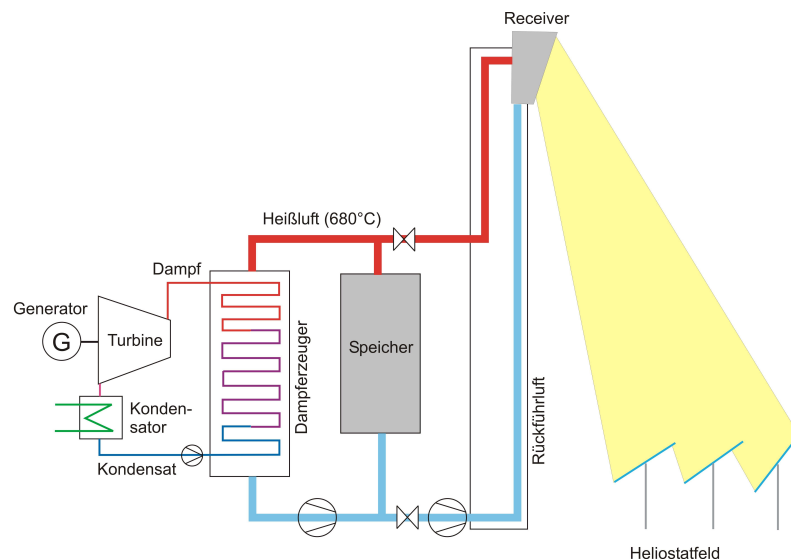 Receiver
Heißluft (680°C)
Dampf
Generator
G
Turbine
Speicher
Dampferzeuger
Konden-
sator
Kondensat
Rückführluft
Heliostatfeld